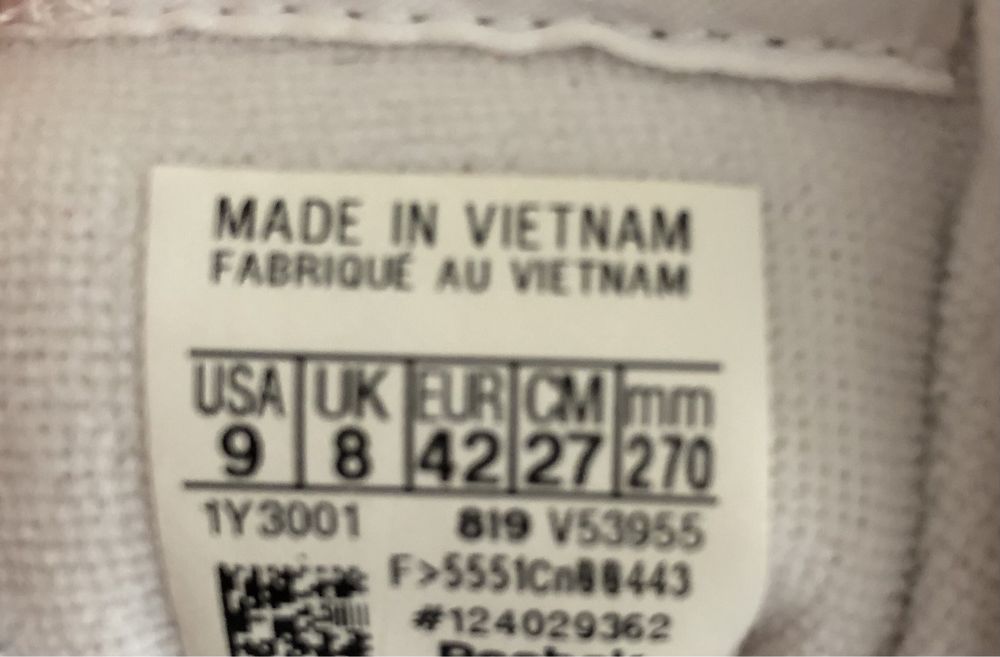 MADE IN VIETNAM
FABRIQUÉ AU VIETNAM
USA UK EUR CM mm
9 8 42 27 270
1Y3001 819 V53955
#124029362